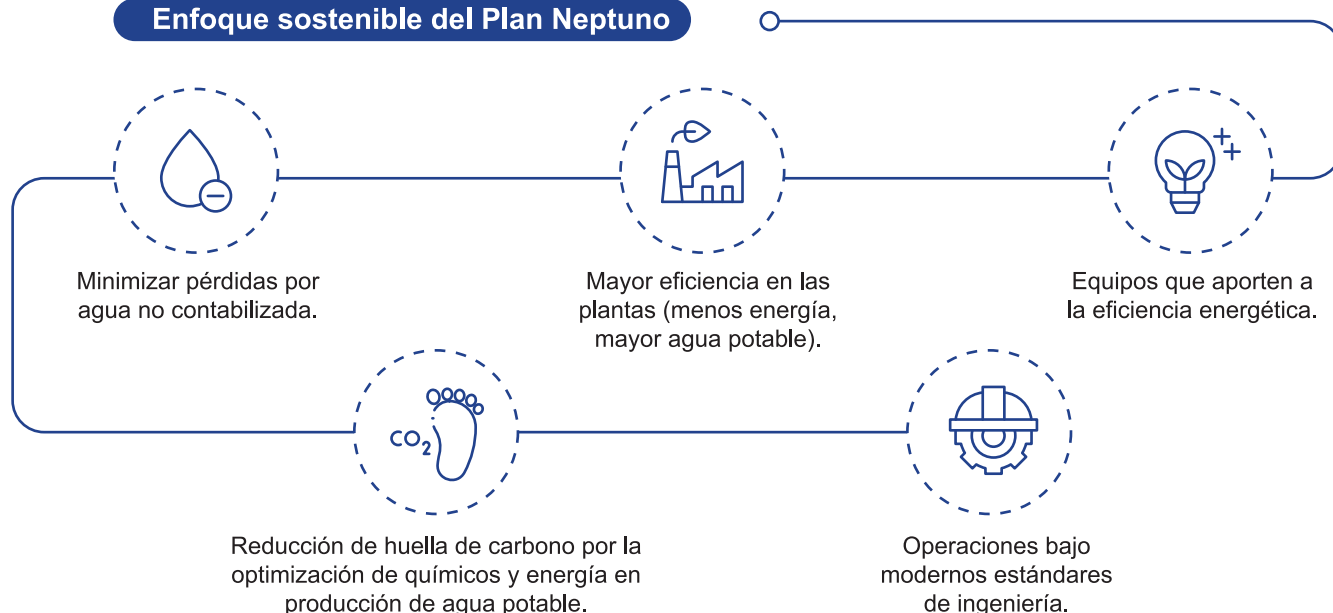 Enfoque sostenible del Plan Neptuno
Minimizar pérdidas por
agua no contabilizada.
Mayor eficiencia en las
plantas (menos energía,
mayor agua potable).
Equipos que aporten a
la eficiencia energética.
CO2
Reducción de huella de carbono por la
optimización de químicos y energía en
producción de agua potable.
Operaciones bajo
modernos estándares
de ingeniería.